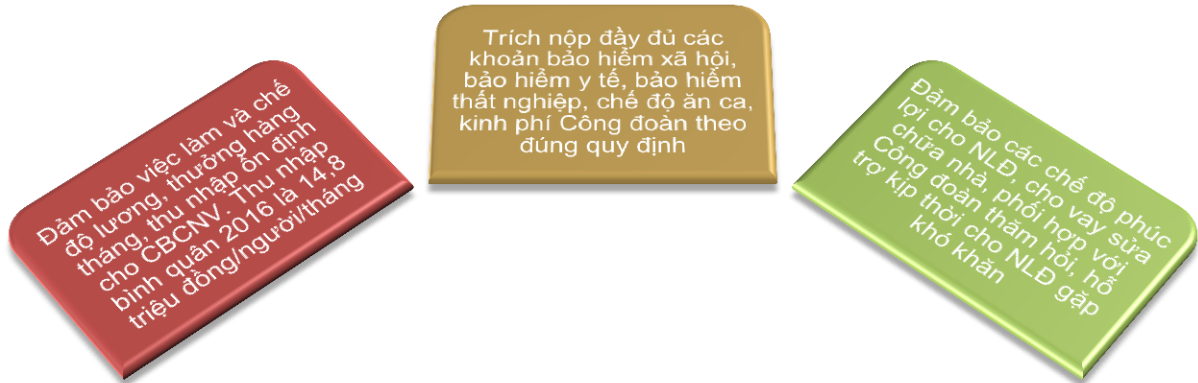 Đảm bảo việc làm và chế
độ lương, thưởng hàng
tháng, thu nhập ổn định
cho CBCNV. Thu nhập
bình quân 2016 là 14,8
triệu đồng/người/tháng
Trích nộp đầy đủ các
khoản bảo hiểm xã hội,
bảo hiểm y tế, bảo hiểm
thất nghiệp, chế độ ăn ca,
kinh phí Công đoàn theo
đúng quy định
Đảm bảo các chế độ phúc
lợi cho NLĐ, cho vay sửa
chữa nhà, phối hợp với
Công đoàn thăm hỏi, hỗ
trợ kịp thời cho NLĐ gặp
khó khăn